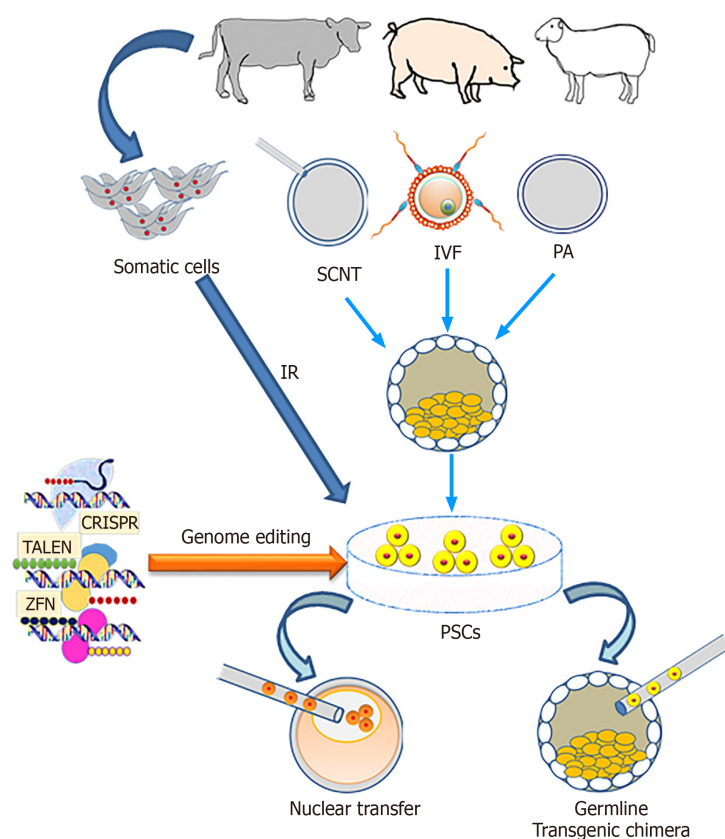 Somatic cells
SCNT
IVF
PA
IR
CRISPR
TALEN
ZFN
Genome editing
PSCs
Nuclear transfer
Germline
Transgenic chimera